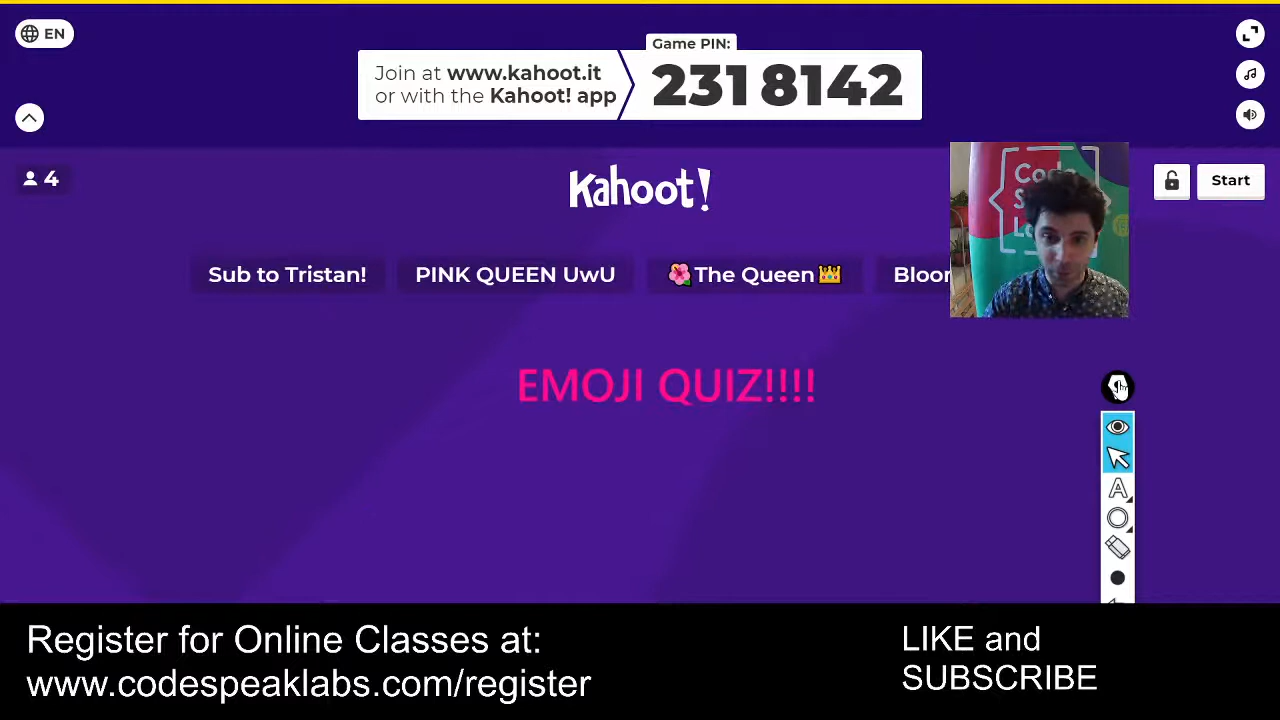 EN
Game PIN:
Join at www.kahoot.it
or with the Kahoot! app
231 8142
4
Kahoot!
Start
Code
Sub to Tristan!
PINK QUEEN UwU
🌺The Queen👑
EMOJI QUIZ!!!!
A
Register for Online Classes at:
www.codespeaklabs.com/register
LIKE and
SUBSCRIBE